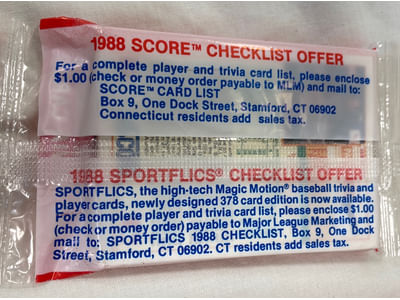 1988 SCORE™ CHECKLIST OFFER
For a complete player and trivia card list, please enclose
$1.00 (check or money order payable to MLM) and mail to:
SCORE™ CARD LIST
Box 9, One Dock Street, Stamford, CT 06902
Connecticut residents add sales tax.
1988 SPORTFLICS® CHECKLIST OFFER
SPORTFLICS, the high-tech Magic Motion® baseball trivia and
player cards, newly designed 378 card edition is now available.
For a complete player and trivia card list, please enclose $1.00
(check or money order) payable to Major League Marketing and
mail to: SPORTFLICS 1988 CHECKLIST, Box 9, One Dock
Street, Stamford, CT 06902. CT residents add sales tax.